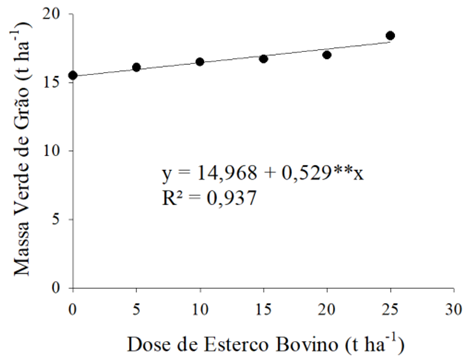 20
15
10
5
0
Massa Verde de Grão (t ha-1)
y = 14,968 + 0,529**x
R² = 0,937
0 5 10 15 20 25 30
Dose de Esterco Bovino (t ha-1)